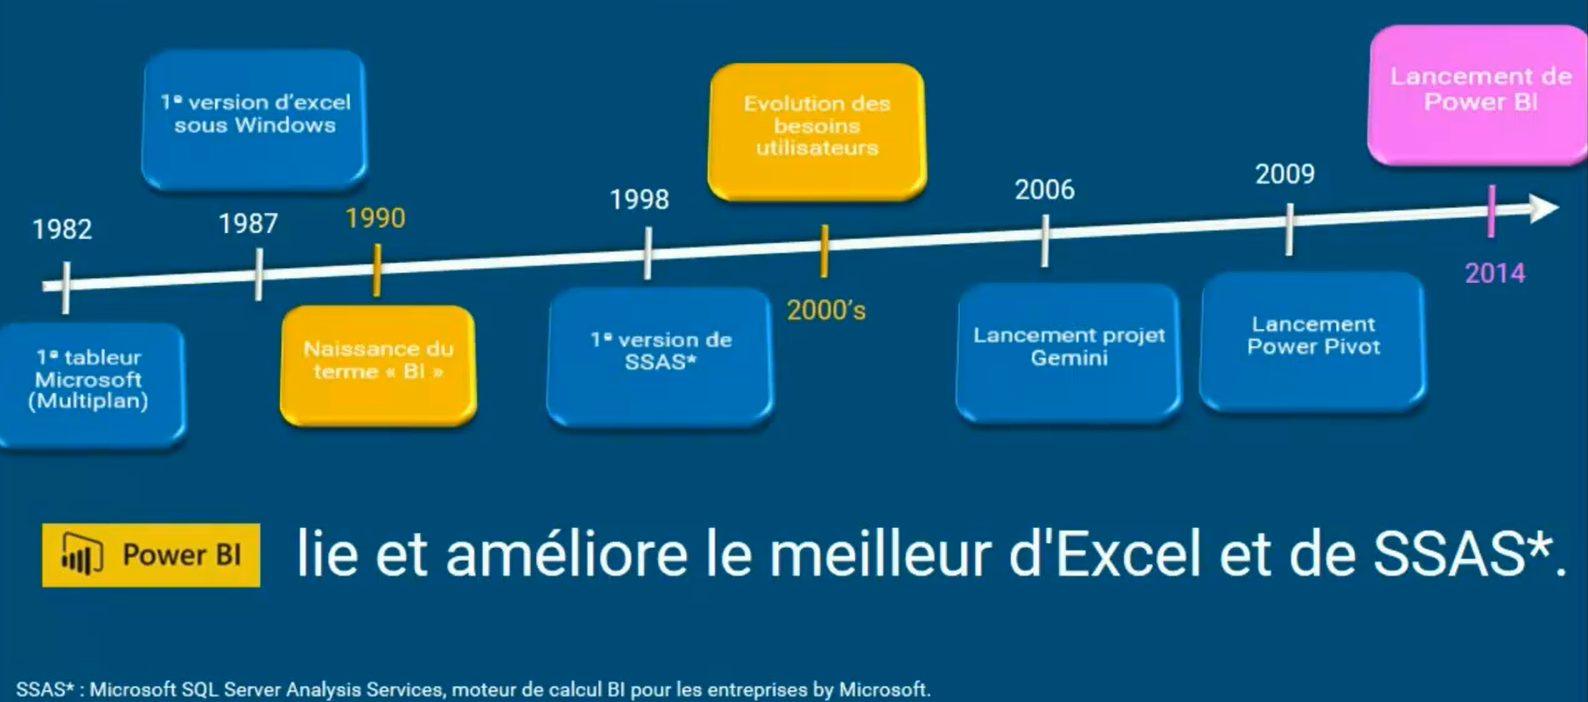 1ª version d'excel
sous Windows
Evolution des
besoins
utilisateurs
Lancement de
Power BI
1982
1987
1990
1998
2006
2009
2000's
2014
1ª tableur
Microsoft
(Multiplan)
Naissance du
terme « BI »
1ª version de
SSAS*
Lancement projet
Gemini
Lancement
Power Pivot
Power BI lie et améliore le meilleur d'Excel et de SSAS*.
SSAS* : Microsoft SQL Server Analysis Services, moteur de calcul BI pour les entreprises by Microsoft.